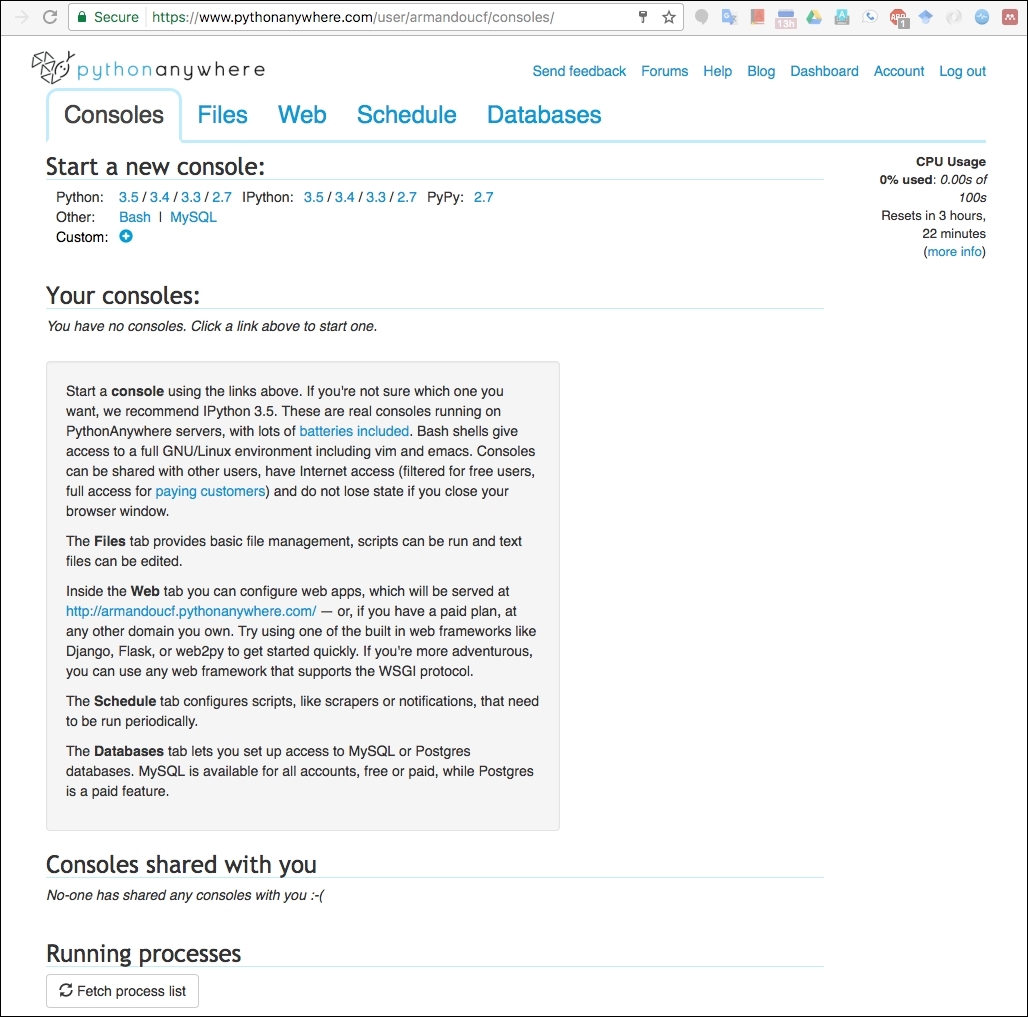 Secure https://www.pythonanywhere.com/user/armandoucf/consoles/
13h
1
pythonanywhere
Send feedback Forums Help Blog Dashboard Account Log out
Consoles Files Web Schedule Databases
Start a new console:
Python: 3.5 / 3.4 / 3.3 / 2.7 IPython: 3.5 / 3.4 / 3.3 / 2.7 PyPy: 2.7
Other: Bash | MySQL
Custom:
CPU Usage
0% used: 0.00s of
100s
Resets in 3 hours,
22 minutes
(more info)
Your consoles:
You have no consoles. Click a link above to start one.
Start a console using the links above. If you're not sure which one you
want, we recommend IPython 3.5. These are real consoles running on
PythonAnywhere servers, with lots of batteries included. Bash shells give
access to a full GNU/Linux environment including vim and emacs. Consoles
can be shared with other users, have Internet access (filtered for free users,
full access for paying customers) and do not lose state if you close your
browser window.
The Files tab provides basic file management, scripts can be run and text
files can be edited.
Inside the Web tab you can configure web apps, which will be served at
http://armandoucf.pythonanywhere.com/ — or, if you have a paid plan, at
any other domain you own. Try using one of the built in web frameworks like
Django, Flask, or web2py to get started quickly. If you're more adventurous,
you can use any web framework that supports the WSGI protocol.
The Schedule tab configures scripts, like scrapers or notifications, that need
to be run periodically.
The Databases tab lets you set up access to MySQL or Postgres
databases. MySQL is available for all accounts, free or paid, while Postgres
is a paid feature.
Consoles shared with you
No-one has shared any consoles with you :-(
Running processes
Fetch process list